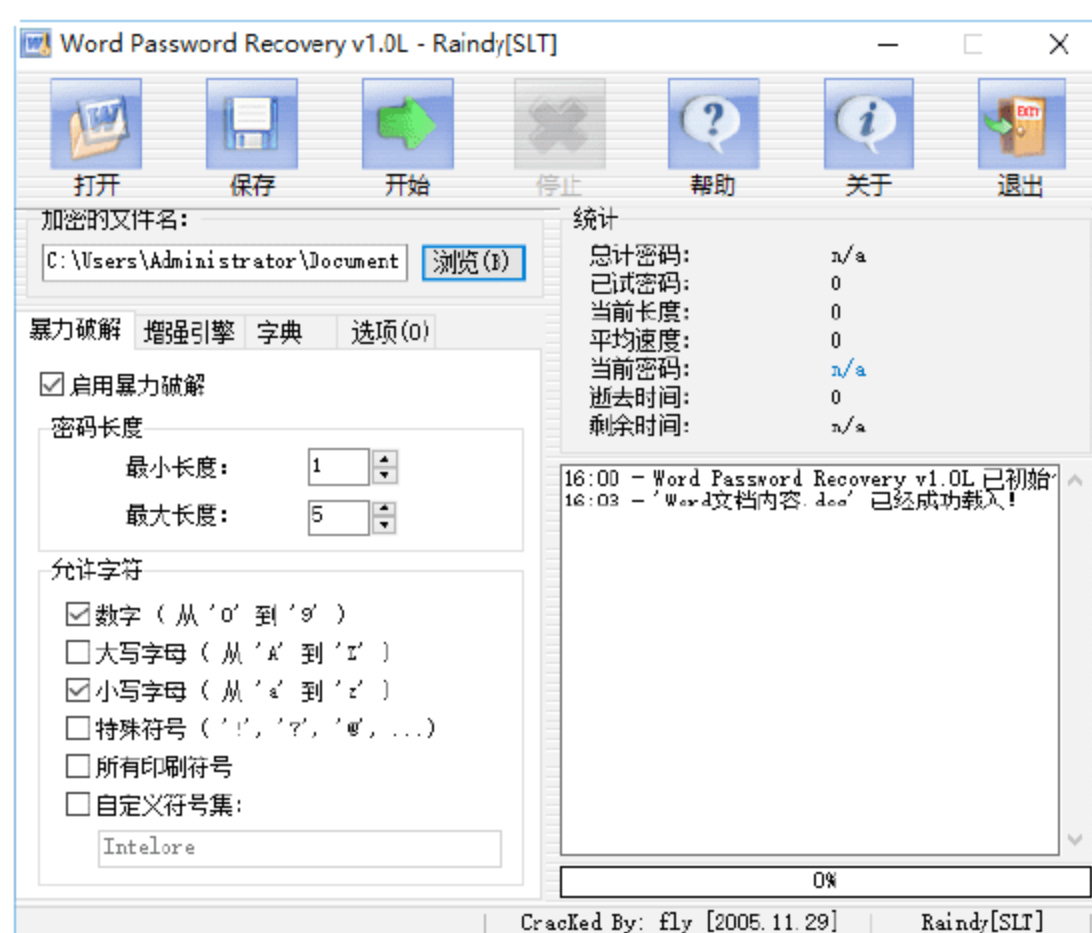 Word Password Recovery v1.0L - Raindy[SLT]
打开 保存 开始 停止 帮助 关于 退出
EXIT
加密的文件名:
C:\Users\Administrator\Document 浏览(B)
暴力破解 增强引擎 字典 选项(O)
启用暴力破解
密码长度
最小长度: 1
最大长度: 5
允许字符
数字 ( 从 '0' 到 '9' )
大写字母 ( 从 'A' 到 'Z' )
小写字母 ( 从 'a' 到 'z' )
特殊符号 ( '!', '?', '@', ...)
所有印刷符号
自定义符号集:
Intelore
统计
总计密码: n/a
已试密码: 0
当前长度: 0
平均速度: 0
当前密码: n/a
逝去时间: 0
剩余时间: n/a
16:00 - Word Password Recovery v1.0L 已初始
16:03 - 'Word文档内容.doc' 已经成功载入!
0%
CracKed By: fly [2005.11.29] Raindy[SLT]